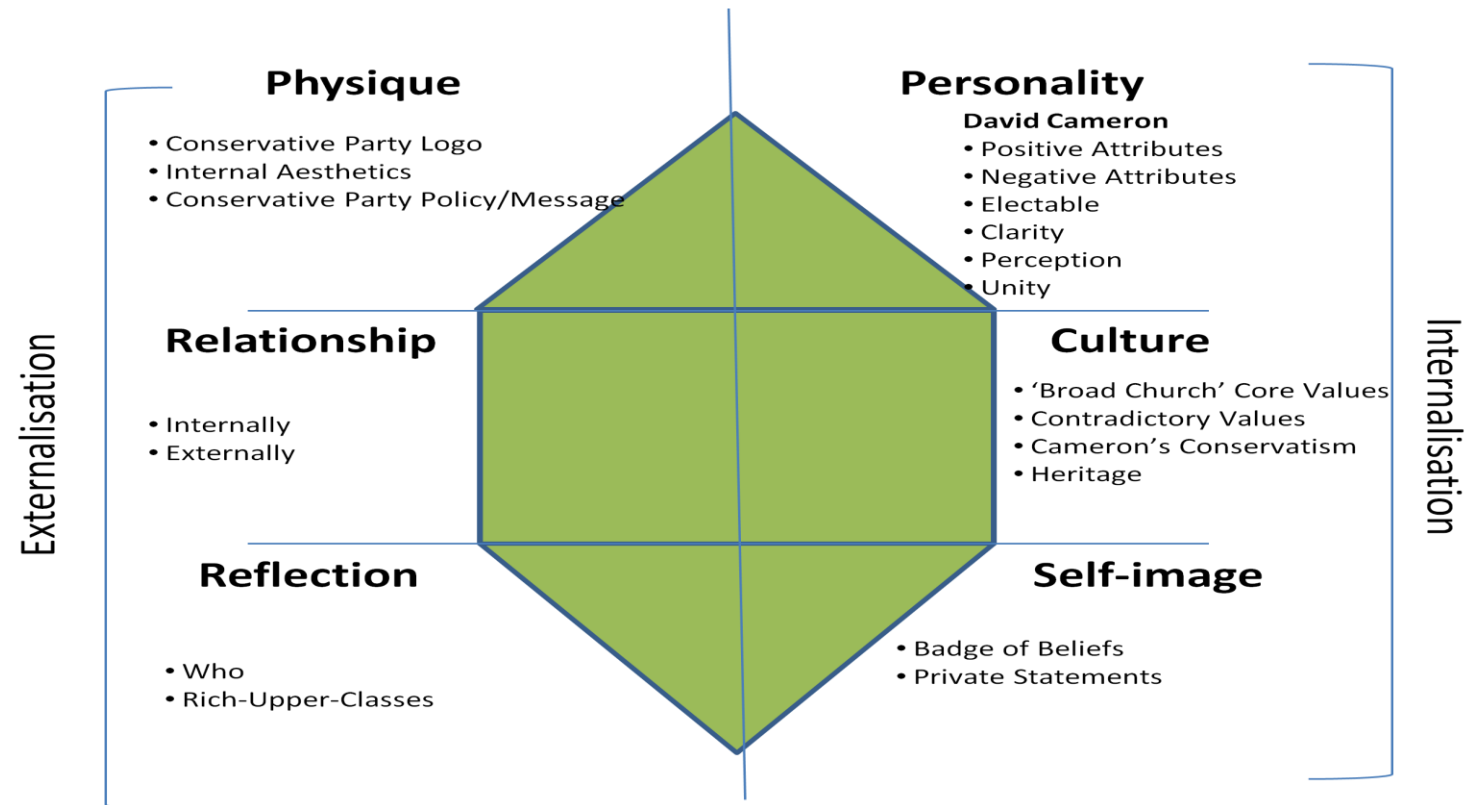 Externalisation
Physique
• Conservative Party Logo
• Internal Aesthetics
• Conservative Party Policy/Message
Personality
David Cameron
• Positive Attributes
• Negative Attributes
• Electable
• Clarity
• Perception
• Unity
Relationship
• Internally
• Externally
Culture
• ‘Broad Church’ Core Values
• Contradictory Values
• Cameron’s Conservatism
• Heritage
Reflection
• Who
• Rich-Upper-Classes
Self-image
• Badge of Beliefs
• Private Statements
Internalisation